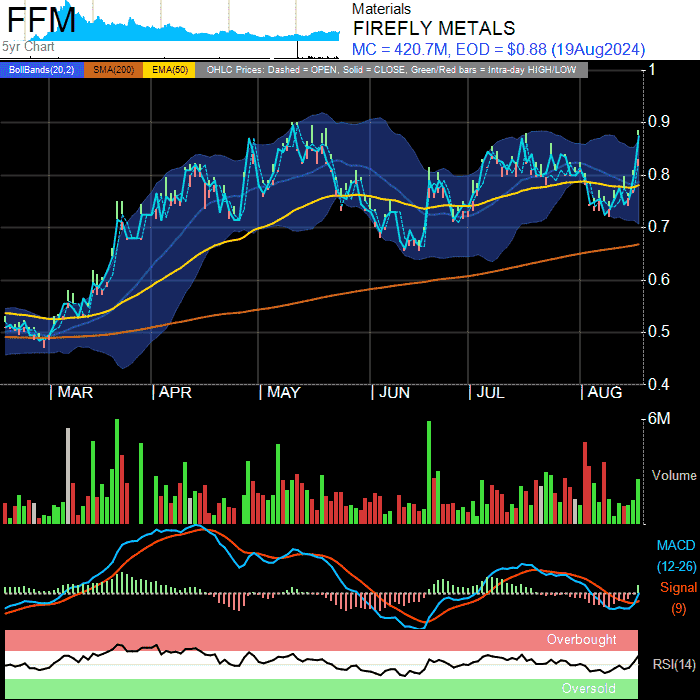 FFM
5yr Chart
Materials
FIREFLY METALS
MC = 420.7M, EOD = $0.88 (19Aug2024)
BollBands(20,2) SMA(200) EMA(50) OHLC Prices: Dashed = OPEN, Solid = CLOSE, Green/Red bars = Intra-day HIGH/LOW
1
0.9
0.8
0.7
0.6
0.5
0.4
MAR APR MAY JUN JUL AUG
6M
Volume
MACD
(12-26)
Signal
(9)
Overbought
RSI(14)
Oversold